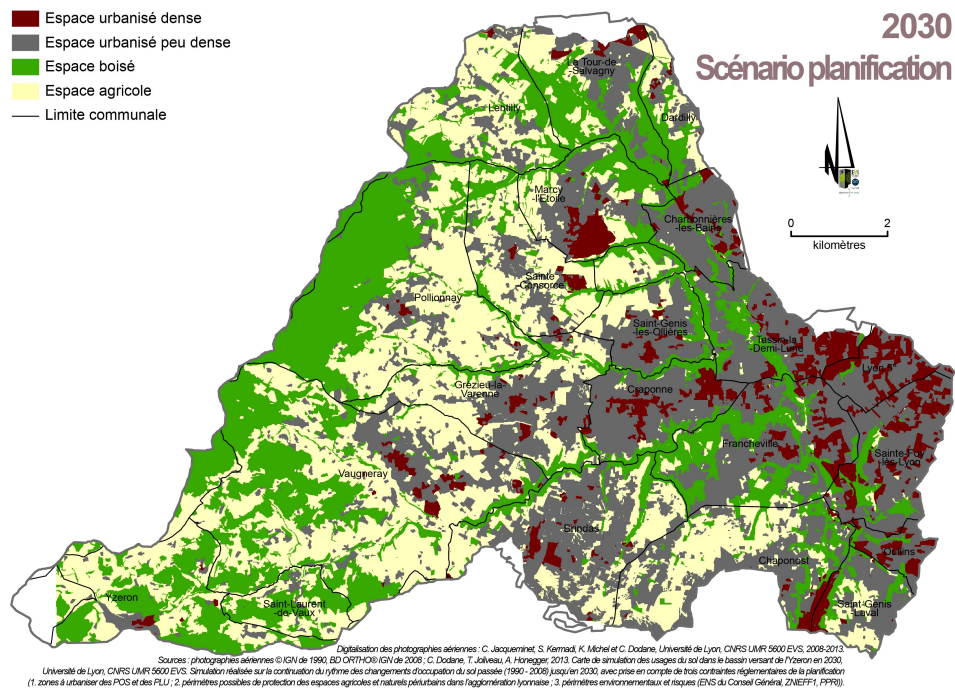 Espace urbanisé dense
Espace urbanisé peu dense
Espace boisé
Espace agricole
Limite communale
2030
Scénario planification
0 2
kilomètres
La Tour-de-
Salvagny
Lentilly
Dardilly
Marcy
-l'Etoile
Charbonnières
-les-Bains
Sainte
-Consorce
Pollionnay
Saint-Genis
-les-Ollières
Tassin-la
-Demi-Lune
Lyon 5°
Grézieu-la-
Varenne
Craponne
Francheville
Sainte-Foy
-lès-Lyon
Vaugneray
Brindas
Chaponost
Oullins
Yzeron
Saint-Laurent
-de-Vaux
Saint-Genis
-Laval
Digitalisation des photographies aériennes : C. Jacqueminet, S. Kermadi, K. Michel et C. Dodane, Université de Lyon, CNRS UMR 5600 EVS, 2008-2013.
Sources : photographies aériennes © IGN de 1990, BD ORTHO® IGN de 2008 ; C. Dodane, T. Joliveau, A. Honegger, 2013. Carte de simulation des usages du sol dans le bassin versant de l'Yzeron en 2030,
Université de Lyon, CNRS UMR 5600 EVS. Simulation réalisée sur la continuation du rythme des changements d'occupation du sol passée (1990 - 2008) jusqu'en 2030, avec prise en compte de trois contraintes réglementaires de la planification
(1. zones à urbaniser des POS et des PLU ; 2. périmètres possibles de protection des espaces agricoles et naturels périurbains dans l'agglomération lyonnaise ; 3. périmètres environnementaux et risques (ENS du Conseil Général, ZNIEFF1, PPRI)).